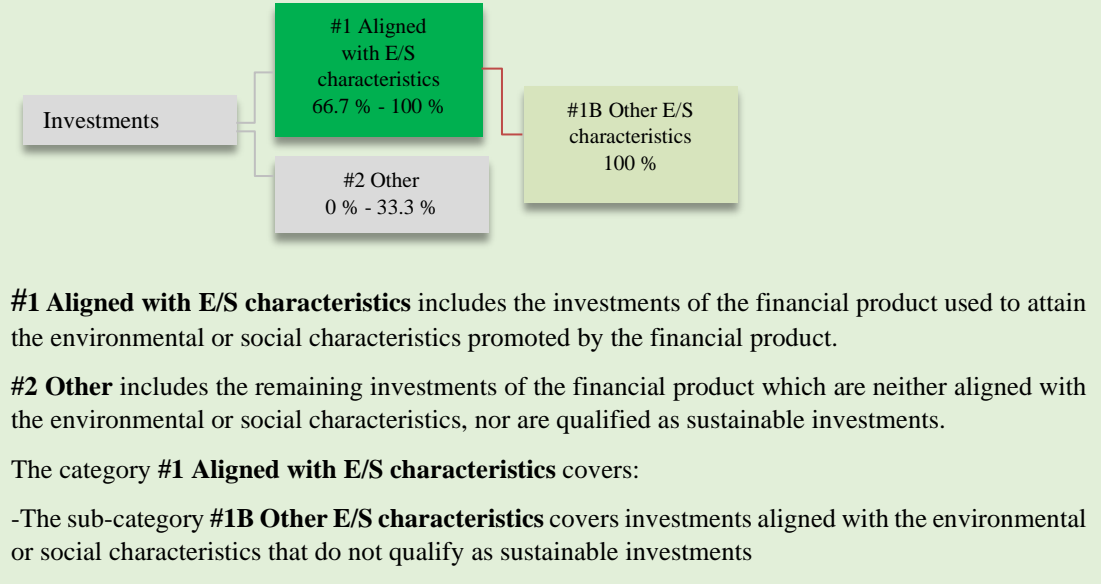 #1 Aligned
with E/S
characteristics
66.7 % - 100 %
Investments
#1B Other E/S
characteristics
100 %
#2 Other
0 % - 33.3 %
#1 Aligned with E/S characteristics includes the investments of the financial product used to attain
the environmental or social characteristics promoted by the financial product.
#2 Other includes the remaining investments of the financial product which are neither aligned with
the environmental or social characteristics, nor are qualified as sustainable investments.
The category #1 Aligned with E/S characteristics covers:
-The sub-category #1B Other E/S characteristics covers investments aligned with the environmental
or social characteristics that do not qualify as sustainable investments